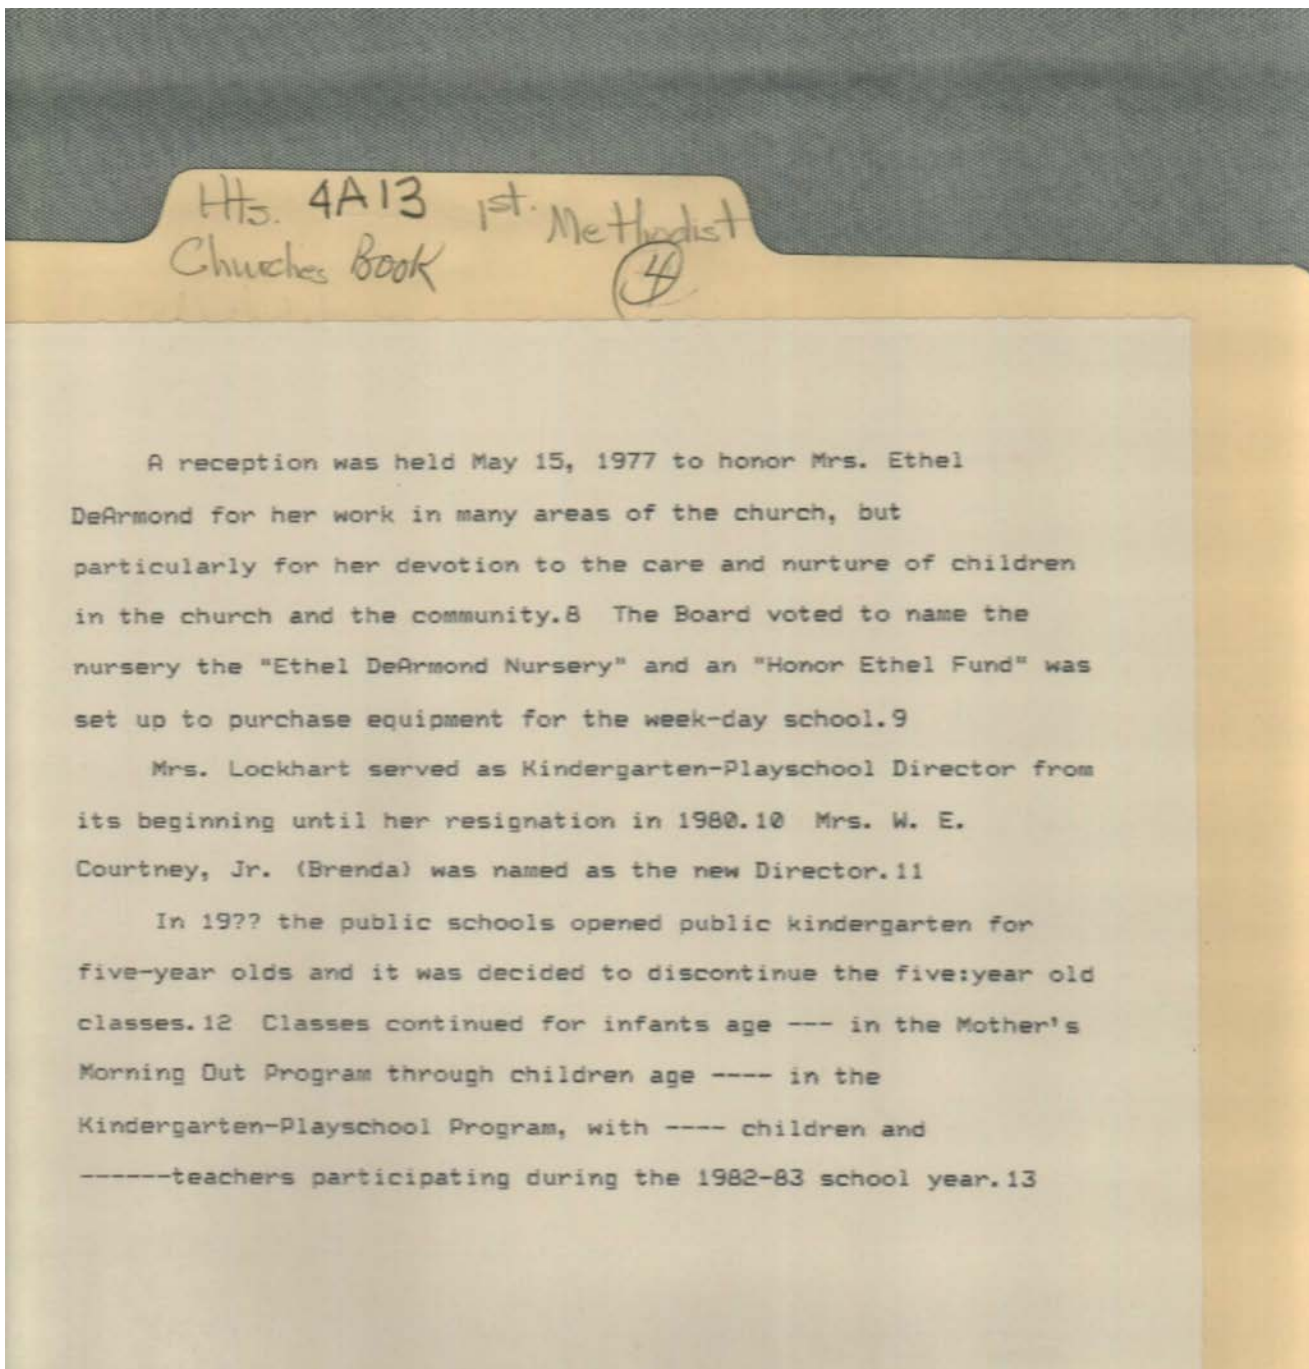 Hts. 4A13 1st. Methodist
Churches Book 4
A reception was held May 15, 1977 to honor Mrs. Ethel
DeArmond for her work in many areas of the church, but
particularly for her devotion to the care and nurture of children
in the church and the community.8 The Board voted to name the
nursery the "Ethel DeArmond Nursery" and an "Honor Ethel Fund" was
set up to purchase equipment for the week-day school.9
Mrs. Lockhart served as Kindergarten-Playschool Director from
its beginning until her resignation in 1980.10 Mrs. W. E.
Courtney, Jr. (Brenda) was named as the new Director.11
In 19?? the public schools opened public kindergarten for
five-year olds and it was decided to discontinue the five:year old
classes.12 Classes continued for infants age --- in the Mother's
Morning Out Program through children age ---- in the
Kindergarten-Playschool Program, with ---- children and
------teachers participating during the 1982-83 school year.13